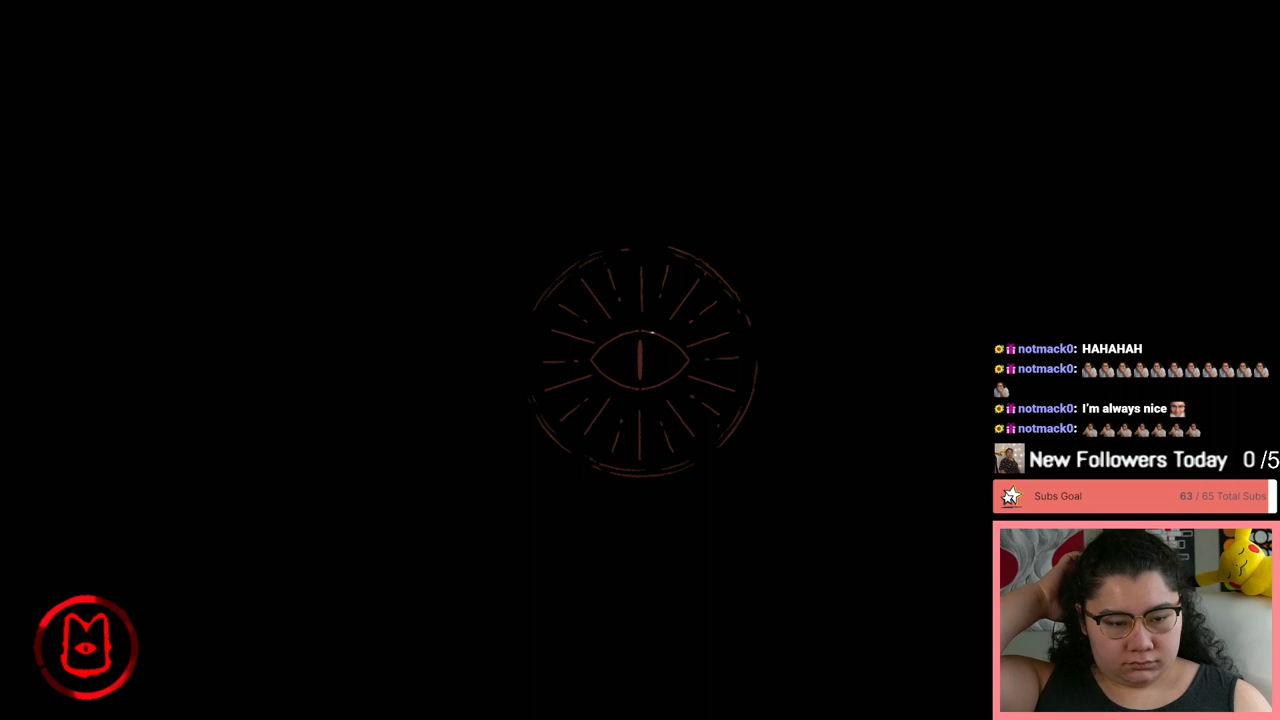 notmack0: HAHAHAH
notmack0:
notmack0: I'm always nice
notmack0:
New Followers Today 0 /5
Subs Goal 63 / 65 Total Subs